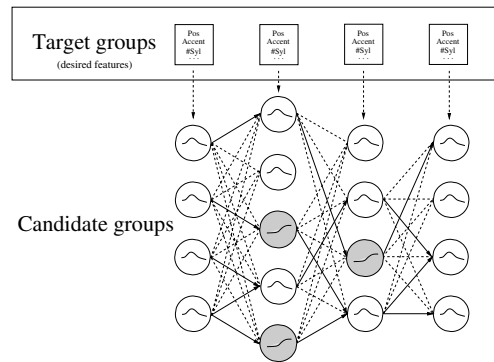 Target groups
(desired features)
Pos
Accent
#Syl
...
Pos
Accent
#Syl
...
Pos
Accent
#Syl
...
Pos
Accent
#Syl
...
Candidate groups